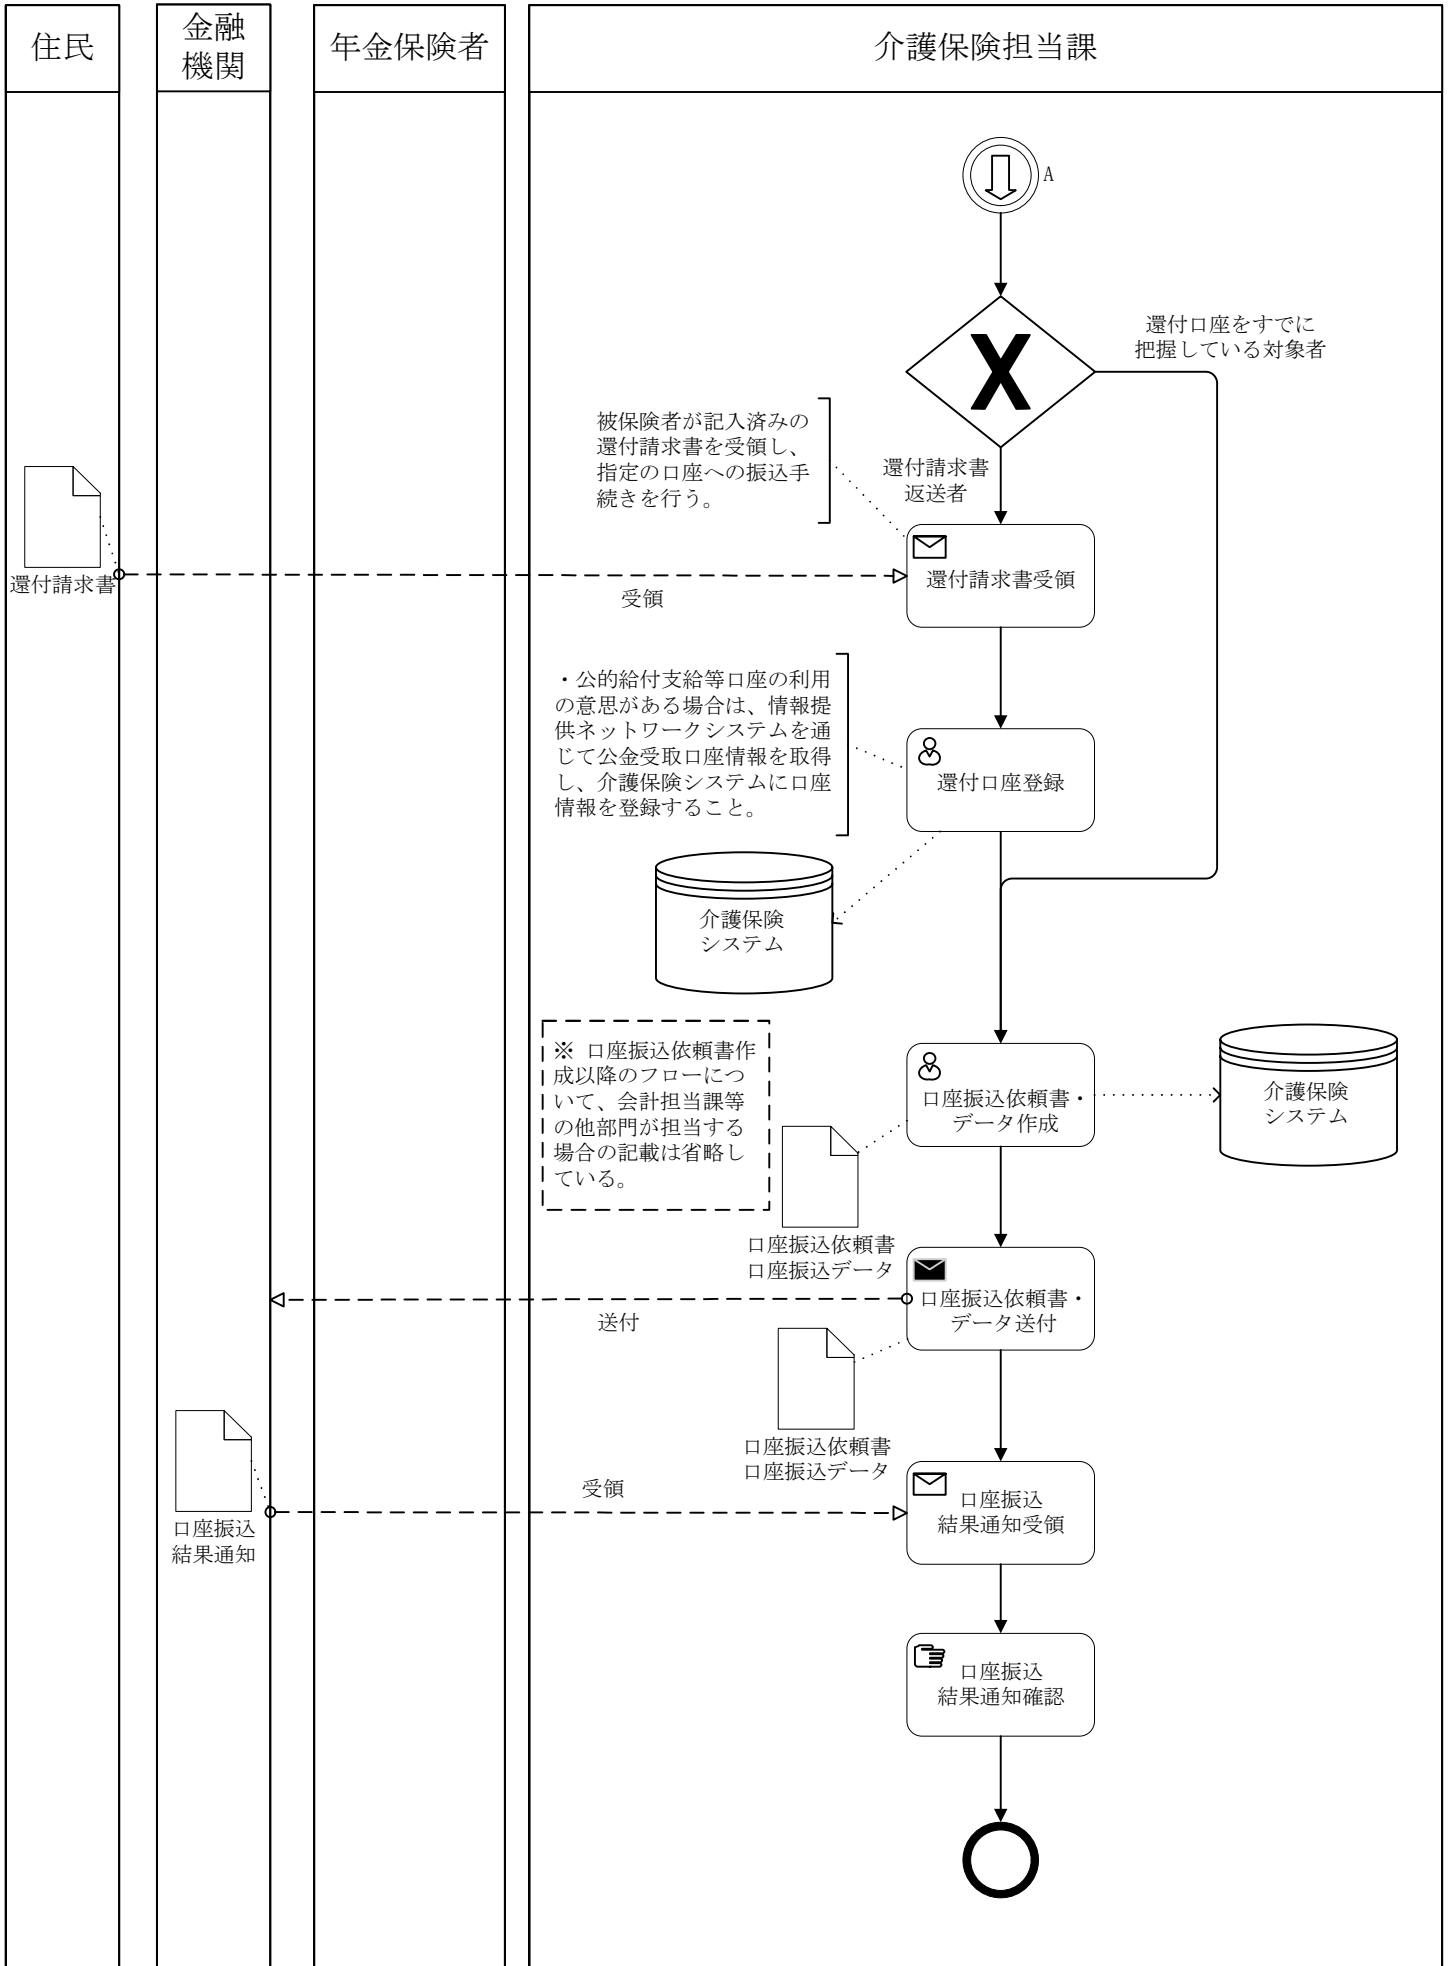 住民
金融
機関
年金保険者
介護保険担当課
A
還付口座をすでに
把握している対象者
被保険者が記入済みの
還付請求書を受領し、
指定の口座への振込手
続きを行う。
還付請求書
返送者
還付請求書
受領
還付請求書受領
・公的給付支給等口座の利用
の意思がある場合は、情報提
供ネットワークシステムを通
じて公金受取口座情報を取得
し、介護保険システムに口座
情報を登録すること。
還付口座登録
介護保険
システム
※ 口座振込依頼書作
成以降のフローにつ
いて、会計担当課等
の他部門が担当する
場合の記載は省略し
ている。
口座振込依頼書・
データ作成
介護保険
システム
口座振込依頼書
口座振込データ
口座振込依頼書・
データ送付
送付
口座振込依頼書
口座振込データ
口座振込
結果通知
受領
口座振込
結果通知受領
口座振込
結果通知確認